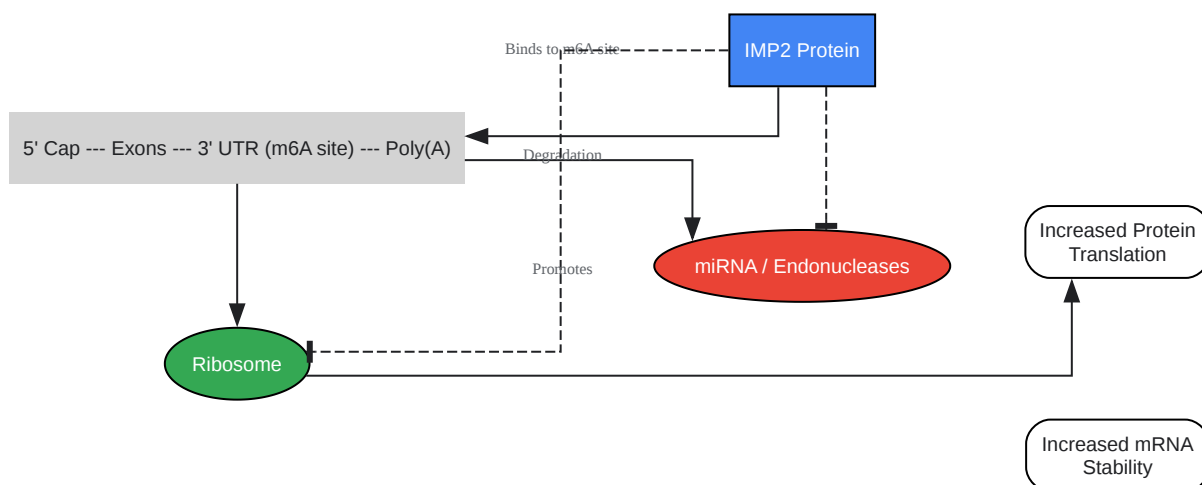 IMP2 Protein
Binds to m6A site
5' Cap --- Exons --- 3' UTR (m6A site) --- Poly(A)
Degradation
Increased Protein
Translation
miRNA / Endonucleases
Promotes
Ribosome
Increased mRNA
Stability